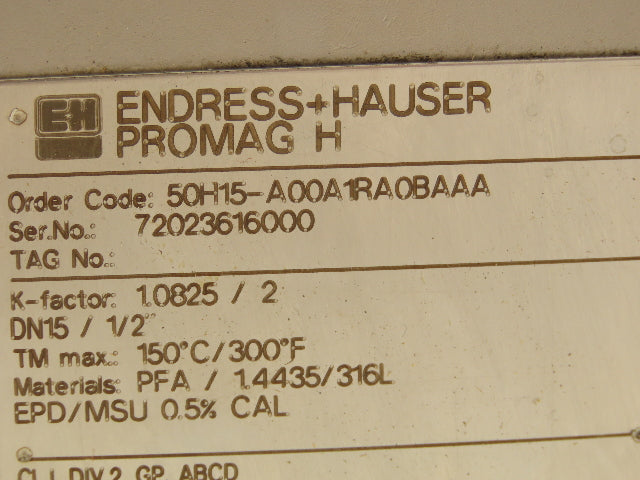 E+H ENDRESS+HAUSER
PROMAG H
Order Code: 50H15-A00A1RA0BAAA
Ser.No.: 72023616000
TAG No.:
K-factor: 1.0825 / 2
DN15 / 1/2"
TM max.: 150°C/300°F
Materials: PFA / 1.4435/316L
EPD/MSU 0.5% CAL
CL I, DIV 2, GP. ABCD